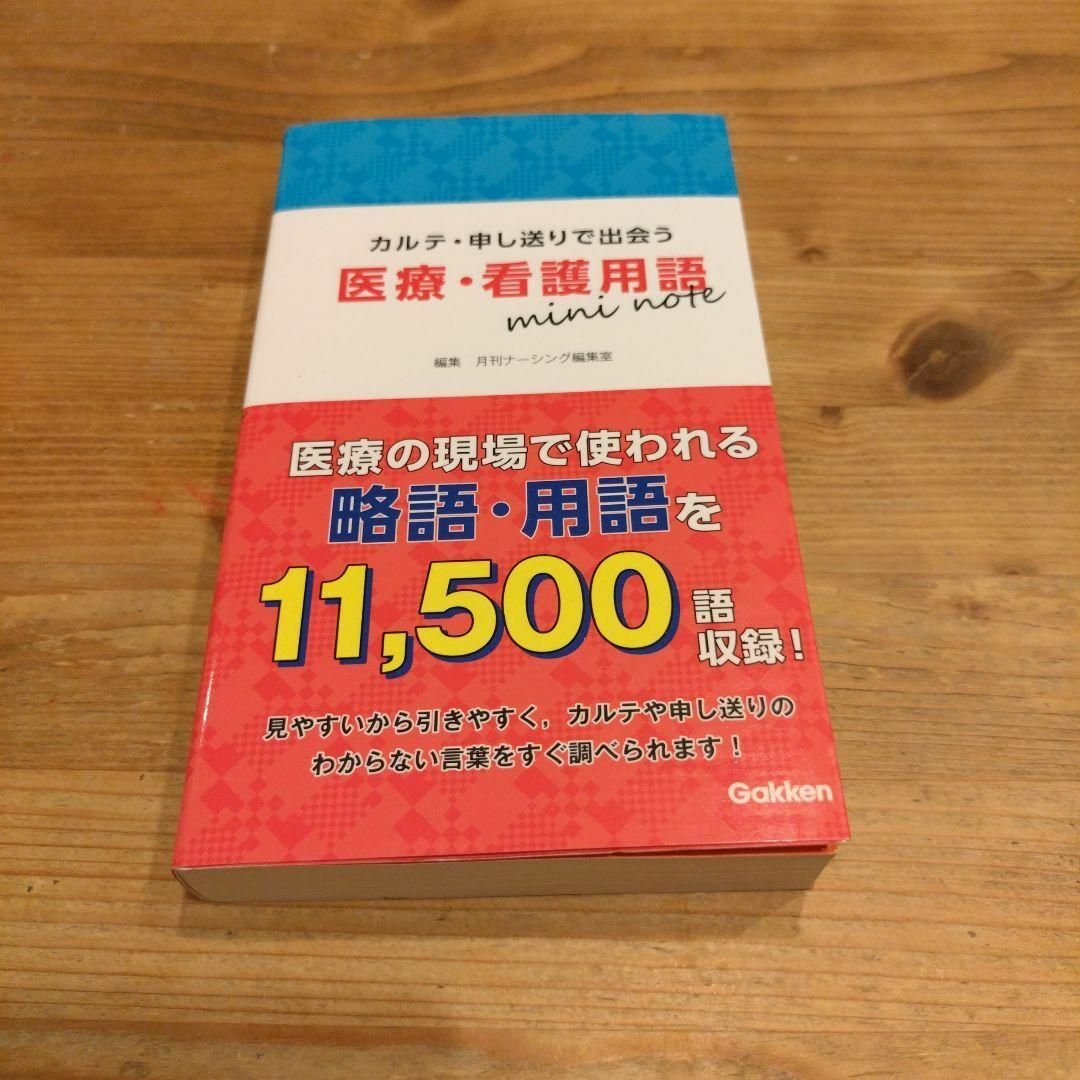 カルテ・申し送りで出会う
医療・看護用語
mini note
編集 月刊ナーシング編集室
医療の現場で使われる
略語・用語を
11,500語
収録!
見やすいから引きやすく,カルテや申し送りの
わからない言葉をすぐ調べられます!
Gakken